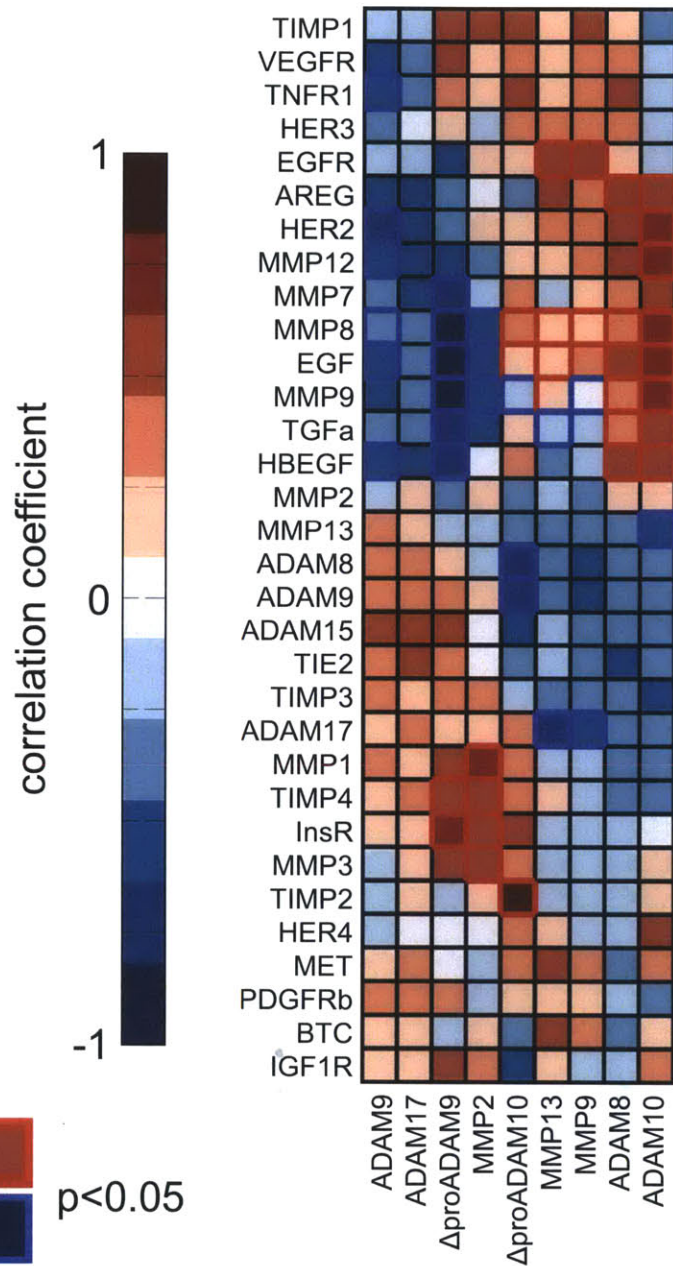 TIMP1
VEGFR
TNFR1
HER3
EGFR
AREG
HER2
MMP12
MMP7
MMP8
EGF
MMP9
TGFa
HBEGF
MMP2
MMP13
ADAM8
ADAM9
ADAM15
TIE2
TIMP3
ADAM17
MMP1
TIMP4
InsR
MMP3
TIMP2
HER4
MET
PDGFRb
BTC
IGF1R
1
0
-1
correlation coefficient
p<0.05
ADAM9
ADAM17
ΔproADAM9
MMP2
ΔproADAM10
MMP13
MMP9
ADAM8
ADAM10